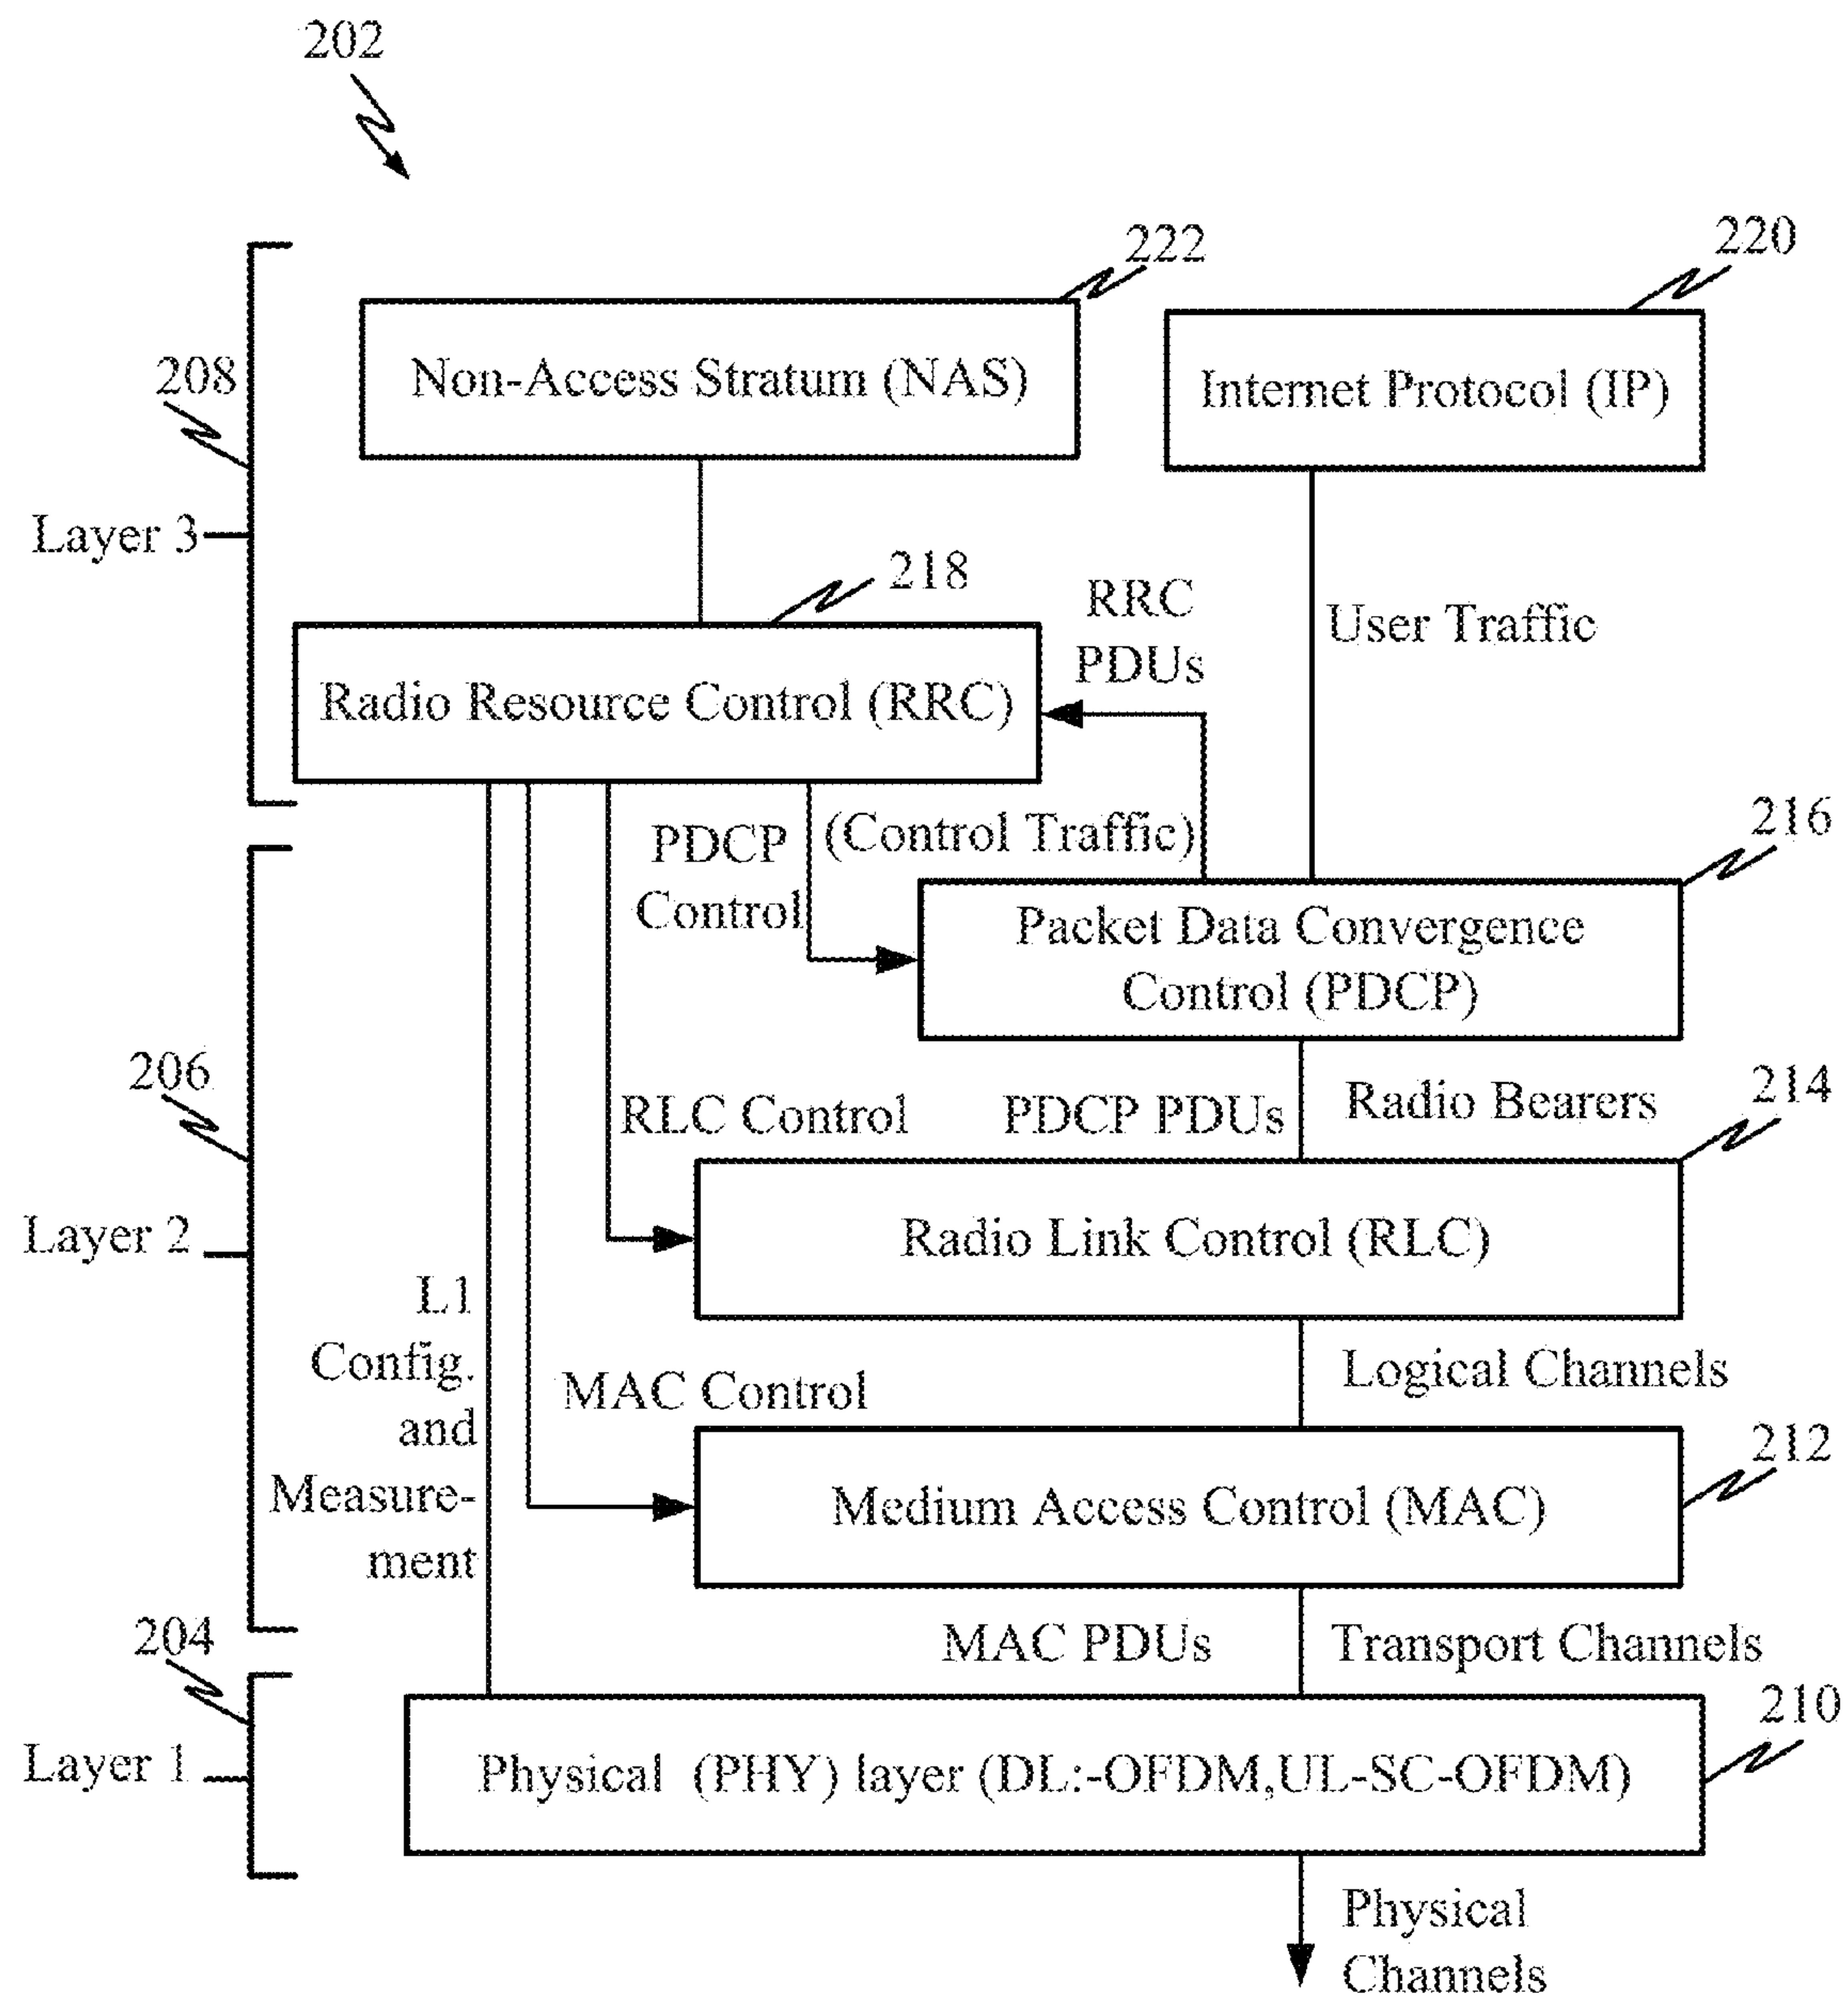 202
222
220
Non-Access Stratum (NAS)
Internet Protocol (IP)
208
Layer 3
218
RRC
PDUs
User Traffic
Radio Resource Control (RRC)
PDCP
Control
(Control Traffic)
216
Packet Data Convergence
Control (PDCP)
206
RLC Control
PDCP PDUs
Radio Bearers
214
Layer 2
Radio Link Control (RLC)
L1
Config.
and
Measure-
ment
MAC Control
Logical Channels
212
Medium Access Control (MAC)
204
MAC PDUs
Transport Channels
210
Layer 1
Physical (PHY) layer (DL:-OFDM,UL-SC-OFDM)
Physical
Channels